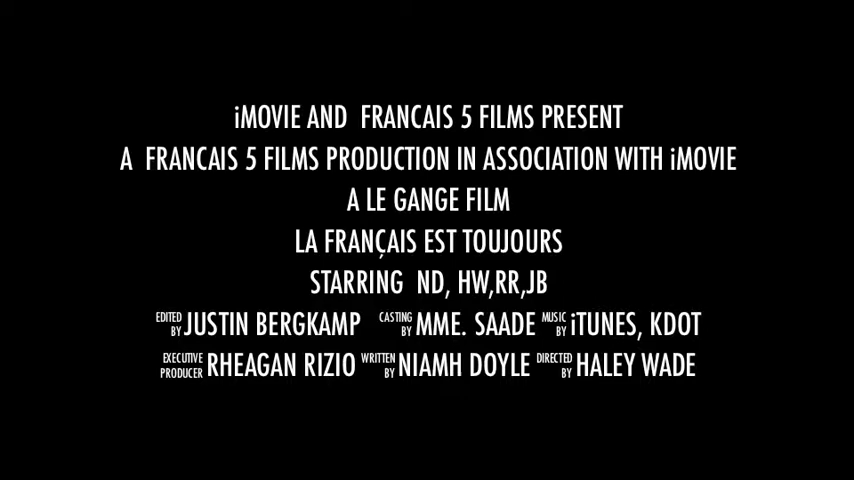 iMOVIE AND FRANCAIS 5 FILMS PRESENT
A FRANCAIS 5 FILMS PRODUCTION IN ASSOCIATION WITH iMOVIE
A LE GANGE FILM
LA FRANÇAIS EST TOUJOURS
STARRING ND, HW,RR,JB
EDITED BY JUSTIN BERGKAMP CASTING BY MME. SAADE MUSIC BY iTUNES, KDOT
EXECUTIVE PRODUCER RHEAGAN RIZIO WRITTEN BY NIAMH DOYLE DIRECTED BY HALEY WADE